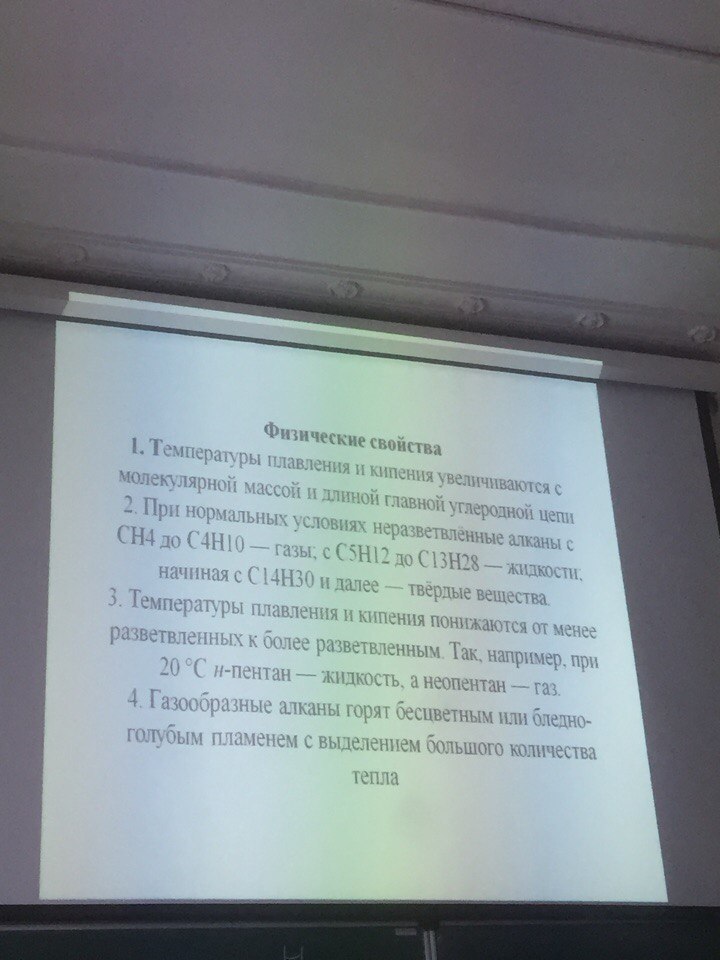 Физические свойства
1. Температуры плавления и кипения увеличиваются с
молекулярной массой и длиной главной углеродной цепи
2. При нормальных условиях неразветвлённые алканы с
CH4 до C4H10 — газы; с C5H12 до C13H28 — жидкости;
начиная с C14H30 и далее — твёрдые вещества.
3. Температуры плавления и кипения понижаются от менее
разветвленных к более разветвленным. Так, например, при
20 °C н-пентан — жидкость, а неопентан — газ.
4. Газообразные алканы горят бесцветным или бледно-
голубым пламенем с выделением большого количества
тепла